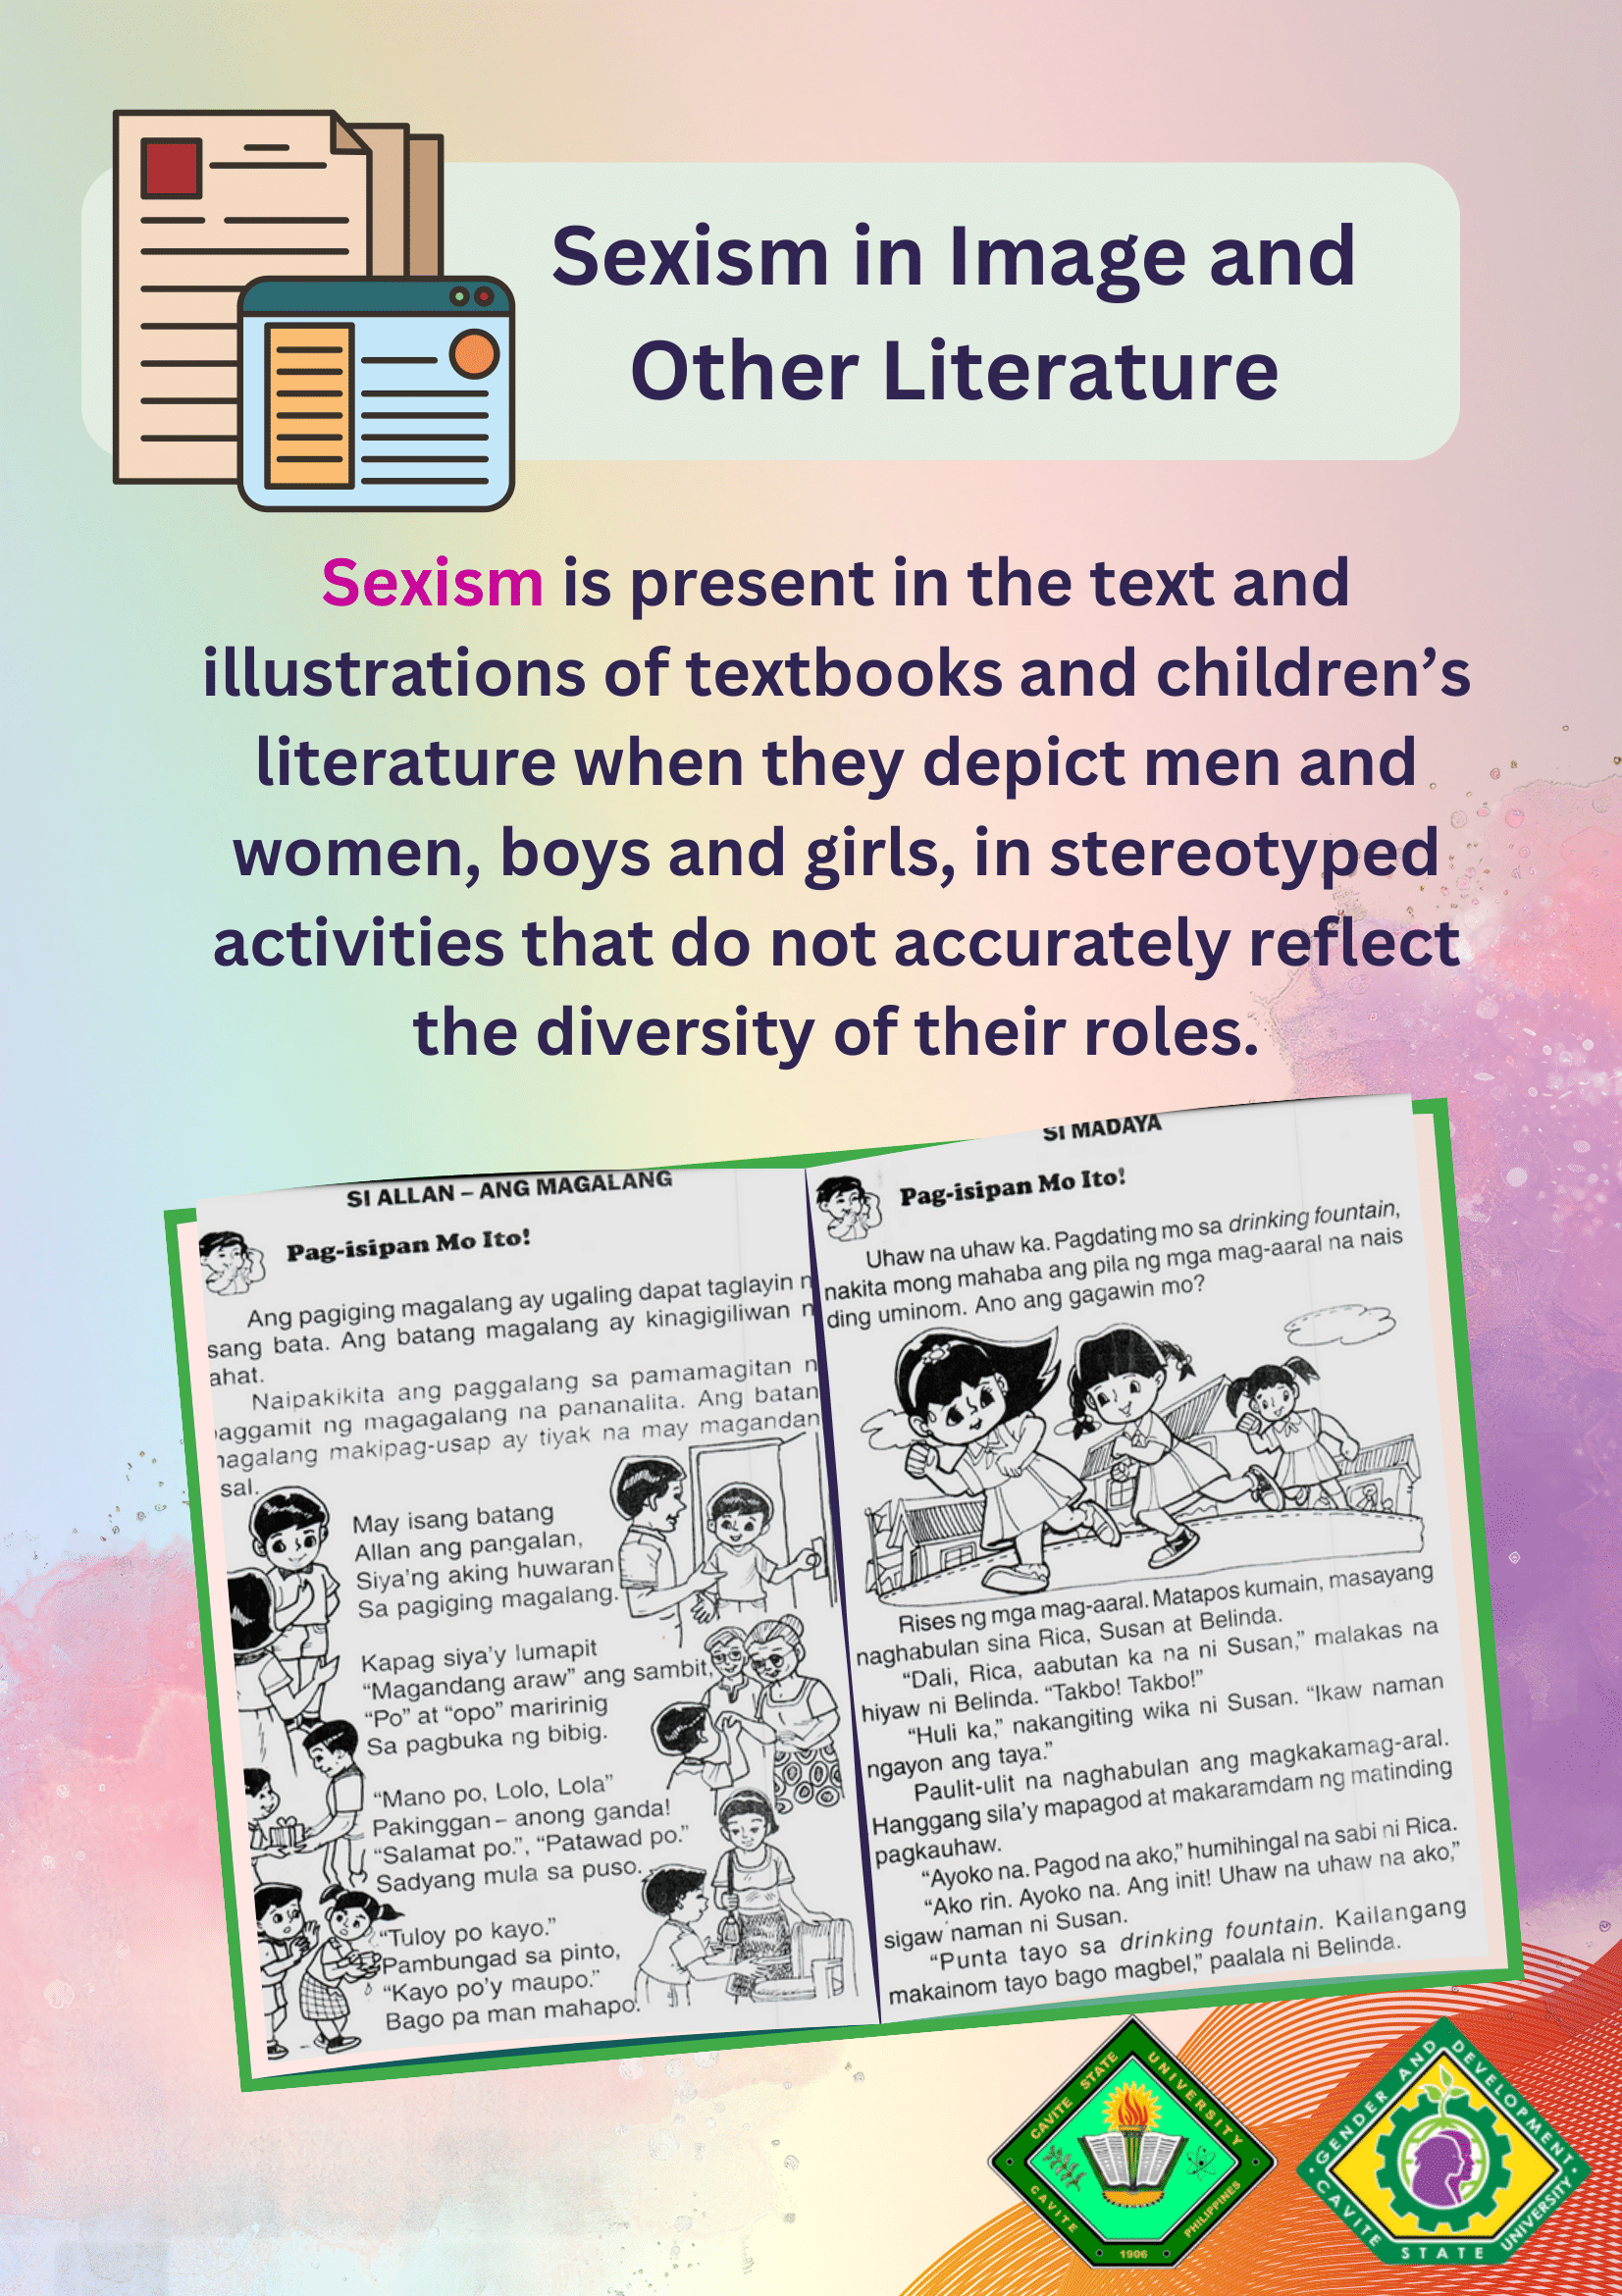 Sexism in Image and
Other Literature
Sexism is present in the text and
illustrations of textbooks and children’s
literature when they depict men and
women, boys and girls, in stereotyped
activities that do not accurately reflect
the diversity of their roles.
SI ALLAN – ANG MAGALANG
Pag-isipan Mo Ito!
Ang pagiging magalang ay ugaling dapat taglayin n
sang bata. Ang batang magalang ay kinagigiliwan n
ahat.
Naipakikita ang paggalang sa pamamagitan n
aggamit ng magagalang na pananalita. Ang batan
nagalang makipag-usap ay tiyak na may magandan
sal.
May isang batang
Allan ang pangalan,
Siya’ng aking huwaran
Sa pagiging magalang.
Kapag siya’y lumapit
“Magandang araw” ang sambit,
“Po” at “opo” maririnig
Sa pagbuka ng bibig.
“Mano po, Lolo, Lola”
Pakinggan – anong ganda!
“Salamat po.”, “Patawad po.”
Sadyang mula sa puso.
“Tuloy po kayo.”
Pambungad sa pinto,
“Kayo po’y maupo.”
Bago pa man mahapo.
SI MADAYA
Pag-isipan Mo Ito!
Uhaw na uhaw ka. Pagdating mo sa drinking fountain,
nakita mong mahaba ang pila ng mga mag-aaral na nais
ding uminom. Ano ang gagawin mo?
Rises ng mga mag-aaral. Matapos kumain, masayang
naghabulan sina Rica, Susan at Belinda.
“Dali, Rica, aabutan ka na ni Susan,” malakas na
hiyaw ni Belinda. “Takbo! Takbo!”
“Huli ka,” nakangiting wika ni Susan. “Ikaw naman
ngayon ang taya.”
Paulit-ulit na naghabulan ang magkakamag-aral.
Hanggang sila’y mapagod at makaramdam ng matinding
pagkauhaw.
“Ayoko na. Pagod na ako,” humihingal na sabi ni Rica.
“Ako rin. Ayoko na. Ang init! Uhaw na uhaw na ako,”
sigaw naman ni Susan.
“Punta tayo sa drinking fountain. Kailangang
makainom tayo bago magbel,” paalala ni Belinda.
CAVITE STATE UNIVERSITY
CAVITE 1906 PHILIPPINES
GENDER AND DEVELOPMENT
CAVITE STATE UNIVERSITY